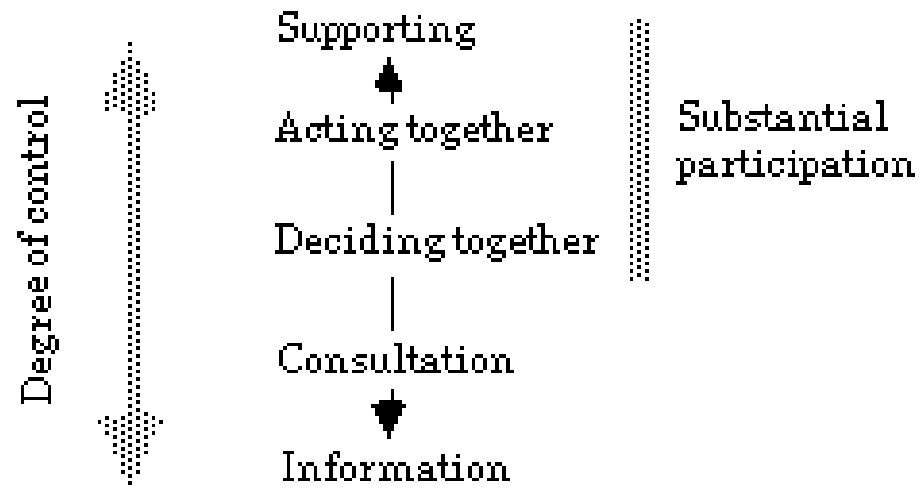 Degree of control
Supporting
Acting together
Deciding together
Consultation
Information
Substantial
participation